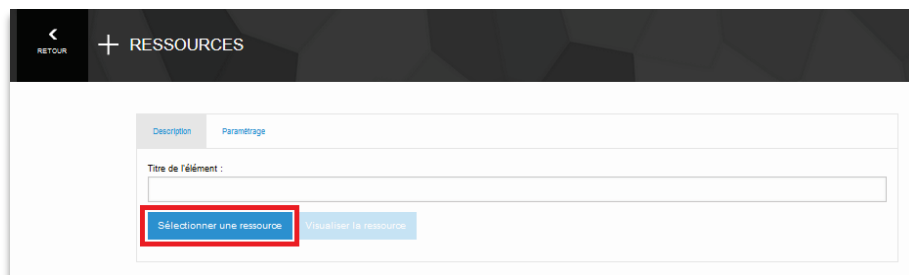 RETOUR
+ RESSOURCES
Description Paramétrage
Titre de l'élément :
Sélectionner une ressource Visualiser la ressource